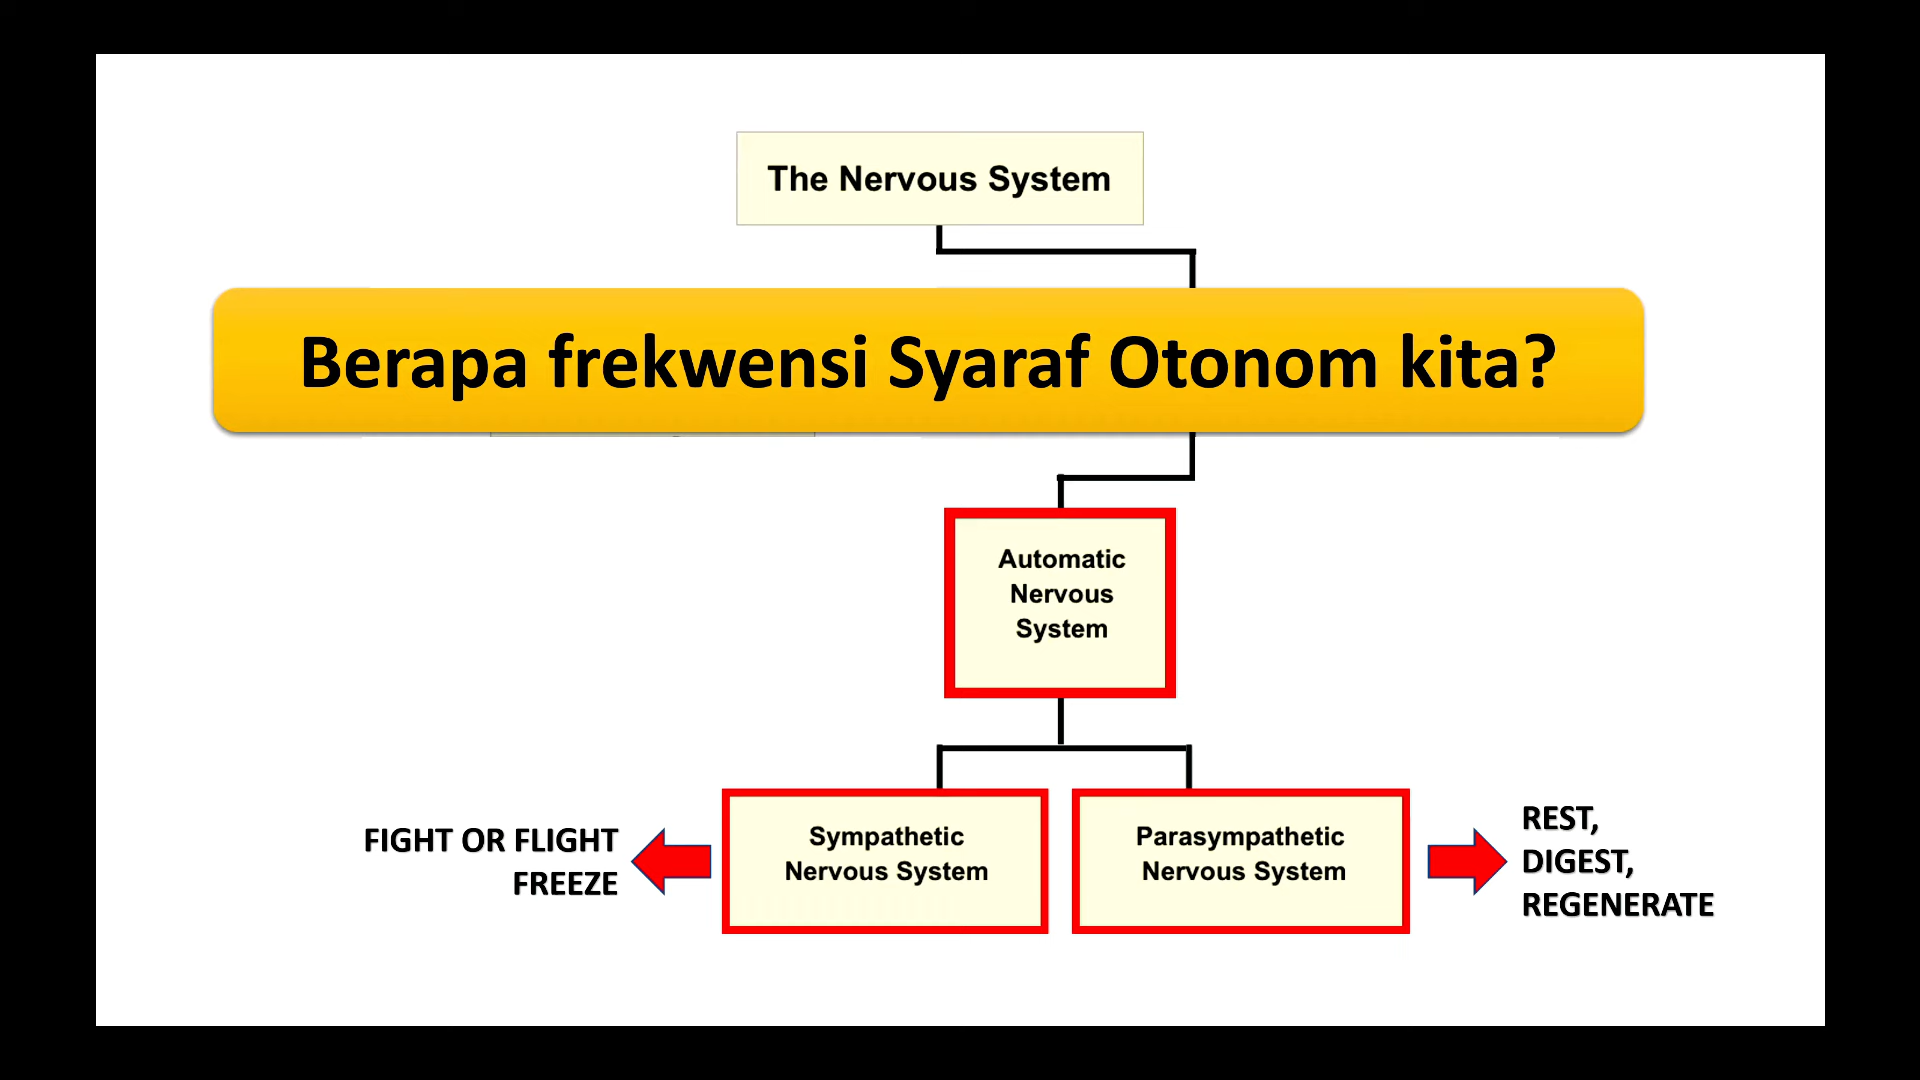 The Nervous System
Berapa frekwensi Syaraf Otonom kita?
Automatic
Nervous
System
FIGHT OR FLIGHT
FREEZE
Sympathetic
Nervous System
Parasympathetic
Nervous System
REST,
DIGEST,
REGENERATE